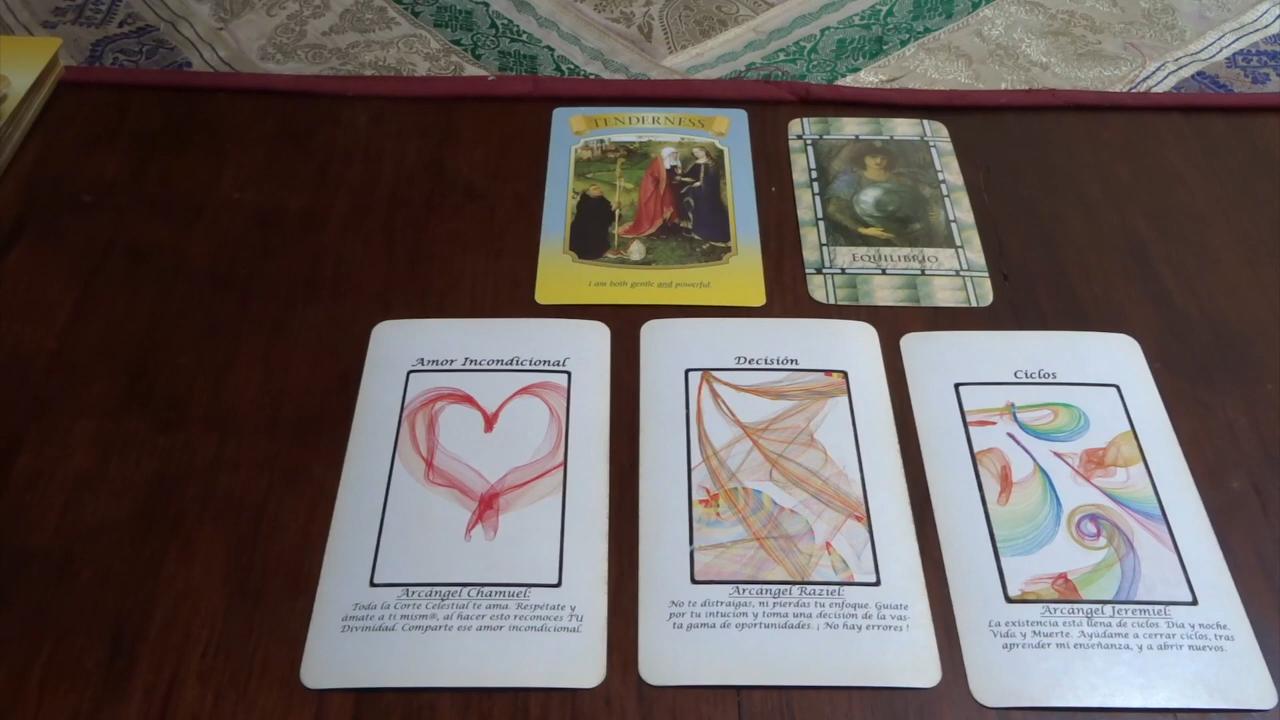 TENDERNESS
I am both gentle and powerful.
EQUILIBRIO
Amor Incondicional
Arcángel Chamuel:
Toda la Corte Celestial te ama. Respétate y
ámate a ti mism@, al hacer esto reconoces TU
Divinidad. Comparte ese amor incondicional.
Decisión
Arcángel Raziel:
No te distraigas, ni pierdas tu enfoque. Guíate
por tu intución y toma una decisión de la vas-
ta gama de oportunidades. ¡ No hay errores !
Ciclos
Arcángel Jeremiel:
La existencia está llena de ciclos. Día y noche,
Vida y Muerte. Ayúdame a cerrar ciclos, tras
aprender mi enseñanza, y a abrir nuevos.